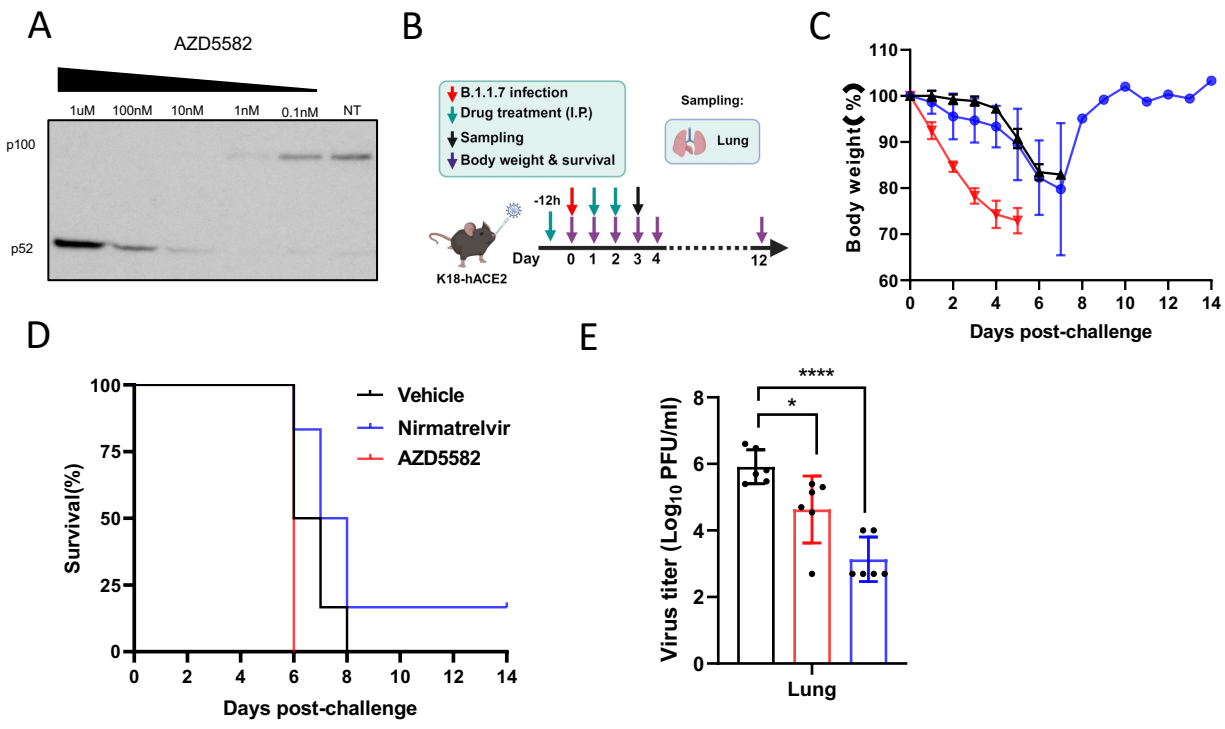 A
AZD5582
1uM 100nM 10nM 1nM 0.1nM NT
p100
p52
B
B.1.1.7 infection
Drug treatment (I.P.)
Sampling
Body weight & survival
Sampling:
Lung
-12h
K18-hACE2
Day 0 1 2 3 4 12
C
110
100
90
80
70
60
Body weight(%)
0 2 4 6 8 10 12 14
Days post-challenge
D
100
75
50
25
0
Survival(%)
Vehicle
Nirmatrelvir
AZD5582
0 2 4 6 8 10 12 14
Days post-challenge
E
****
*
8
6
4
2
0
Virus titer (Log10 PFU/ml)
Lung